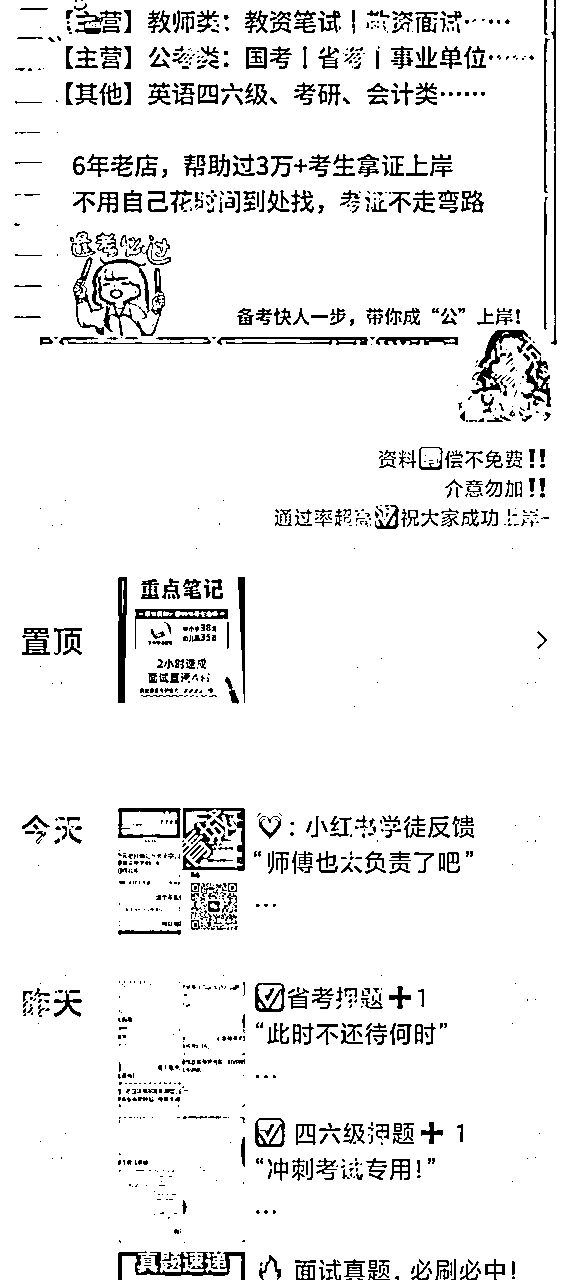 【主营】教师类：教资笔试丨教资面试……
【主营】公考类：国考丨省考丨事业单位……
【其他】英语四六级、考研、会计类……
6年老店，帮助过3万+考生拿证上岸
不用自己花时间到处找，考证不走弯路
逢考必过
备考快人一步，带你成“公”上岸！
资料有偿不免费!!
介意勿加!!
通过率超高祝大家成功上岸~
置顶
重点笔记
2小时速成
今天
：小红书学徒反馈
“师傅也太负责了吧”
...
昨天
省考押题+1
“此时不还待何时”
...
四六级押题+1
“冲刺考试专用！”
...
真题速递
面试真题，必刷必中！